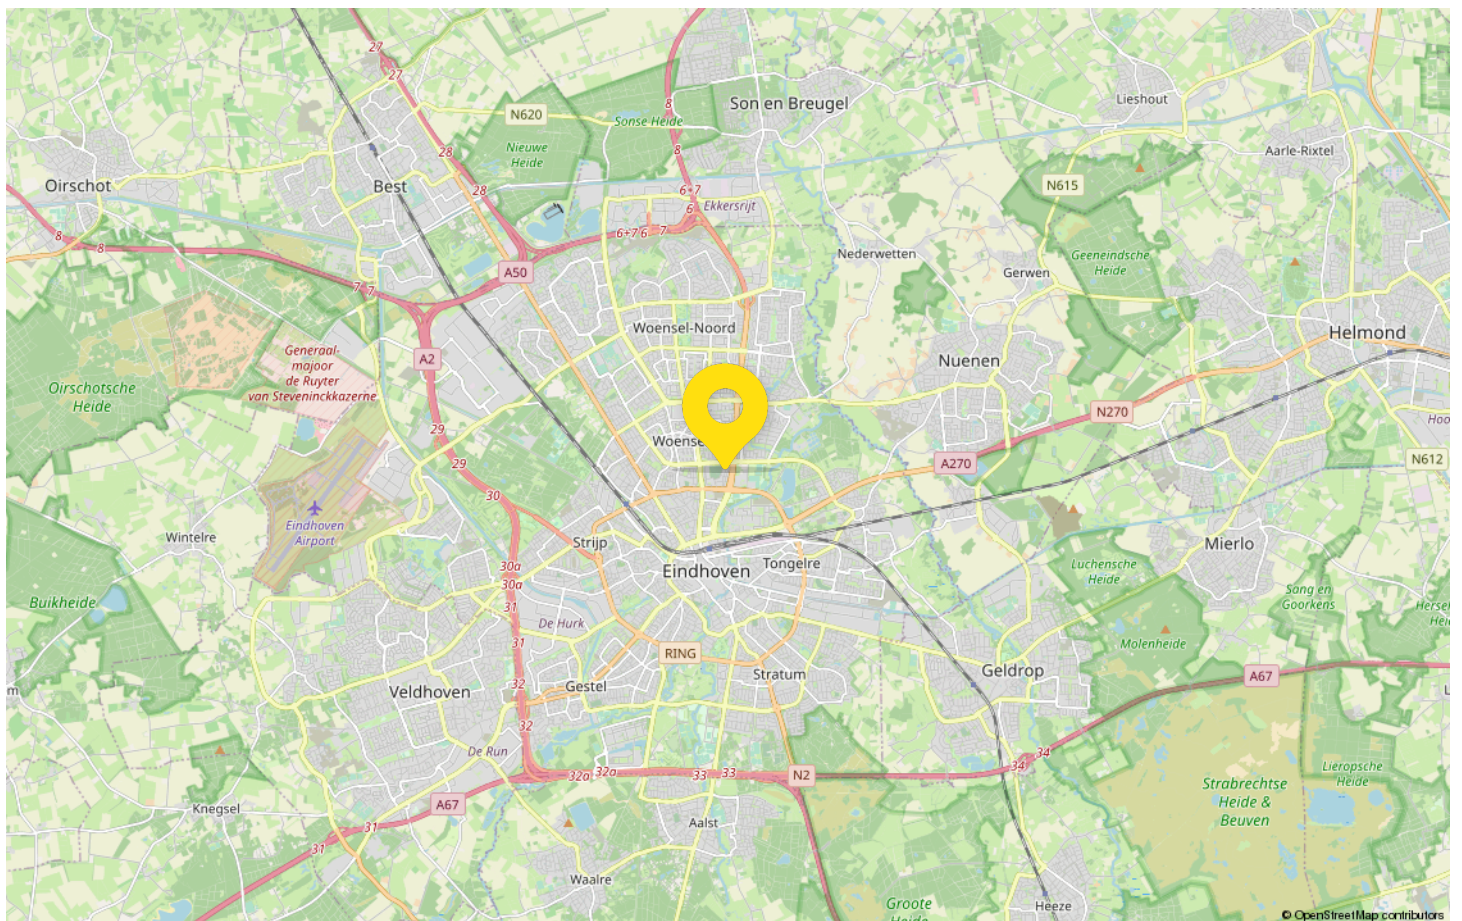 27
27
Son en Breugel
Lieshout
N620
8
Sonse Heide
Nieuwe
Heide
28
8
Aarle-Rixtel
Oirschot
Best
28
N615
6+7
6
Ekkersrijt
8
8
6+7 6
7
Nederwetten
Geeneindsche
Heide
A50
Gerwen
7
7
Woensel-Noord
Helmond
A2
Generaal-
majoor
de Ruyter
van Steveninckkazerne
Nuenen
Oirschotsche
Heide
N270
29
Woense
29
A270
N612
30
Eindhoven
Airport
Wintelre
Strijp
Mierlo
30a
30a
Eindhoven
Tongelre
Luchensche
Heide
Sang en
Goorkens
Buikheide
31
De Hurk
31
Molenheide
RING
Geldrop
A67
32
Gestel
Stratum
Veldhoven
32
De Run
34
34
32a
32a
33
33
N2
Lieropsche
Heide
Strabrechtse
Heide &
Beuven
Knegsel
A67
31
31
Aalst
Waalre
Groote
Heide
Heeze
© OpenStreetMap contributors